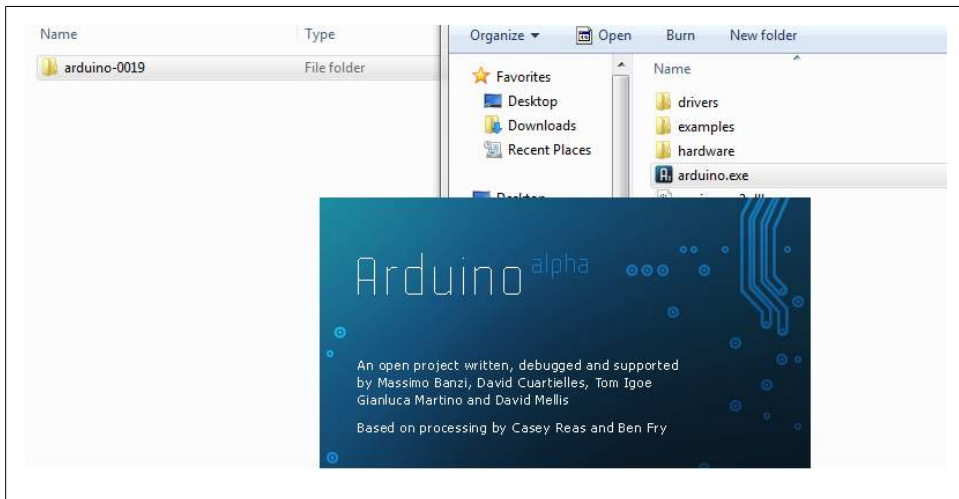 Name Type
arduino-0019 File folder
Organize Open Burn New folder
Favorites
Desktop
Downloads
Recent Places
Desktop
Name
drivers
examples
hardware
arduino.exe
Arduino alpha
An open project written, debugged and supported
by Massimo Banzi, David Cuartielles, Tom Igoe
Gianluca Martino and David Mellis
Based on processing by Casey Reas and Ben Fry